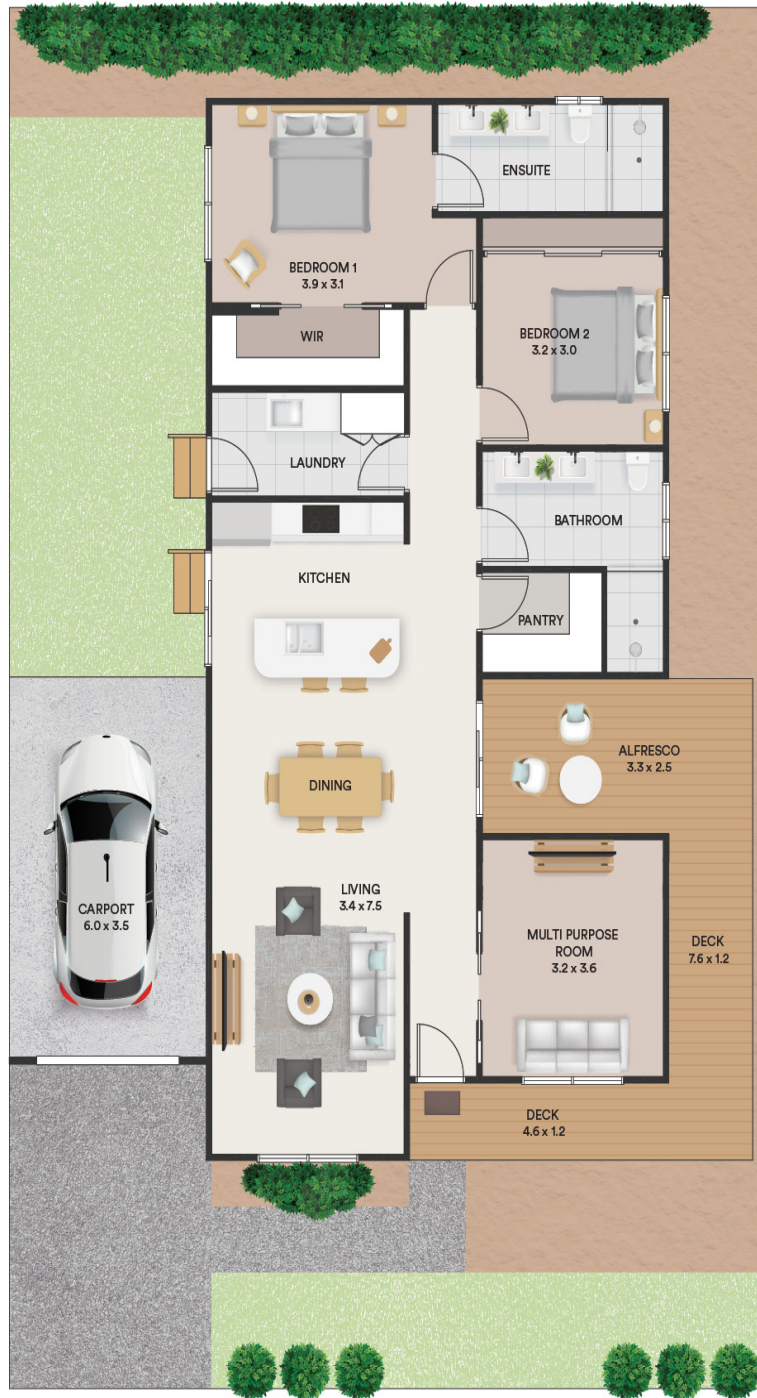 ENSUITE
BEDROOM 1
3.9 x 3.1
WIR
BEDROOM 2
3.2 x 3.0
LAUNDRY
BATHROOM
KITCHEN
PANTRY
ALFRESCO
3.3 x 2.5
DINING
LIVING
3.4 x 7.5
CARPORT
6.0 x 3.5
MULTI PURPOSE
ROOM
3.2 x 3.6
DECK
7.6 x 1.2
DECK
4.6 x 1.2